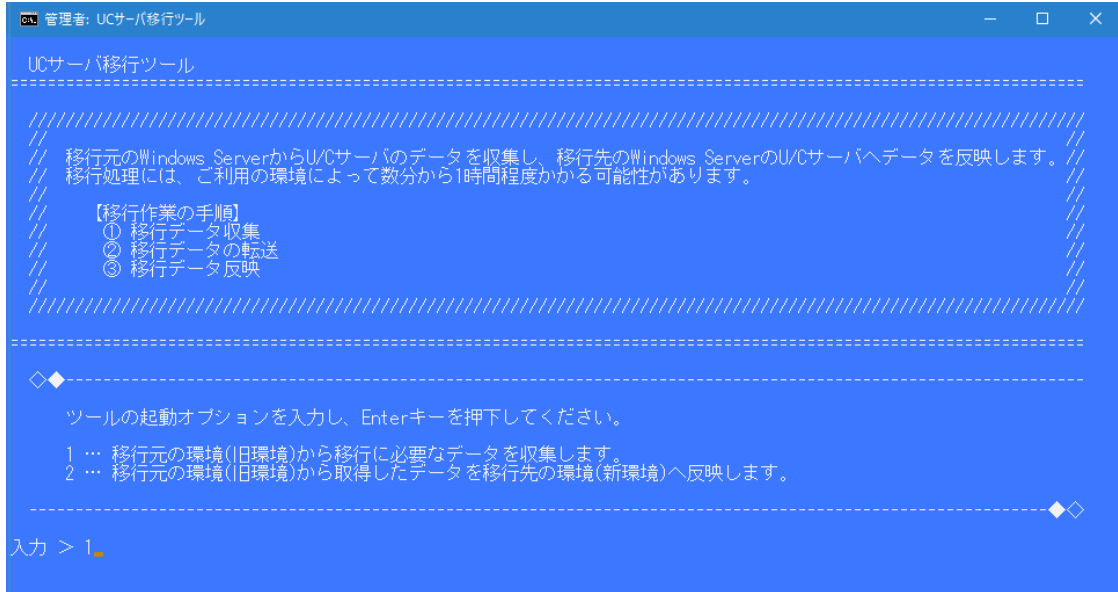 管理者: UCサーバ移行ツール
UCサーバ移行ツール
=====================================================================================================================
///////////////////////////////////////////////////////////////////////////////////////////////////////////////////
// //
// 移行元のWindows ServerからU/Cサーバのデータを収集し、移行先のWindows ServerのU/Cサーバへデータを反映します。 //
// 移行処理には、ご利用の環境によって数分から1時間程度かかる可能性があります。 //
// //
// 【移行作業の手順】 //
// ① 移行データ収集 //
// ② 移行データの転送 //
// ③ 移行データ反映 //
// //
///////////////////////////////////////////////////////////////////////////////////////////////////////////////////
=====================================================================================================================
◇◆---------------------------------------------------------------------------------------------------------------
ツールの起動オプションを入力し、Enterキーを押下してください。
1 … 移行元の環境(旧環境)から移行に必要なデータを収集します。
2 … 移行元の環境(旧環境)から取得したデータを移行先の環境(新環境)へ反映します。
---------------------------------------------------------------------------------------------------------------◆◇
入力 > 1